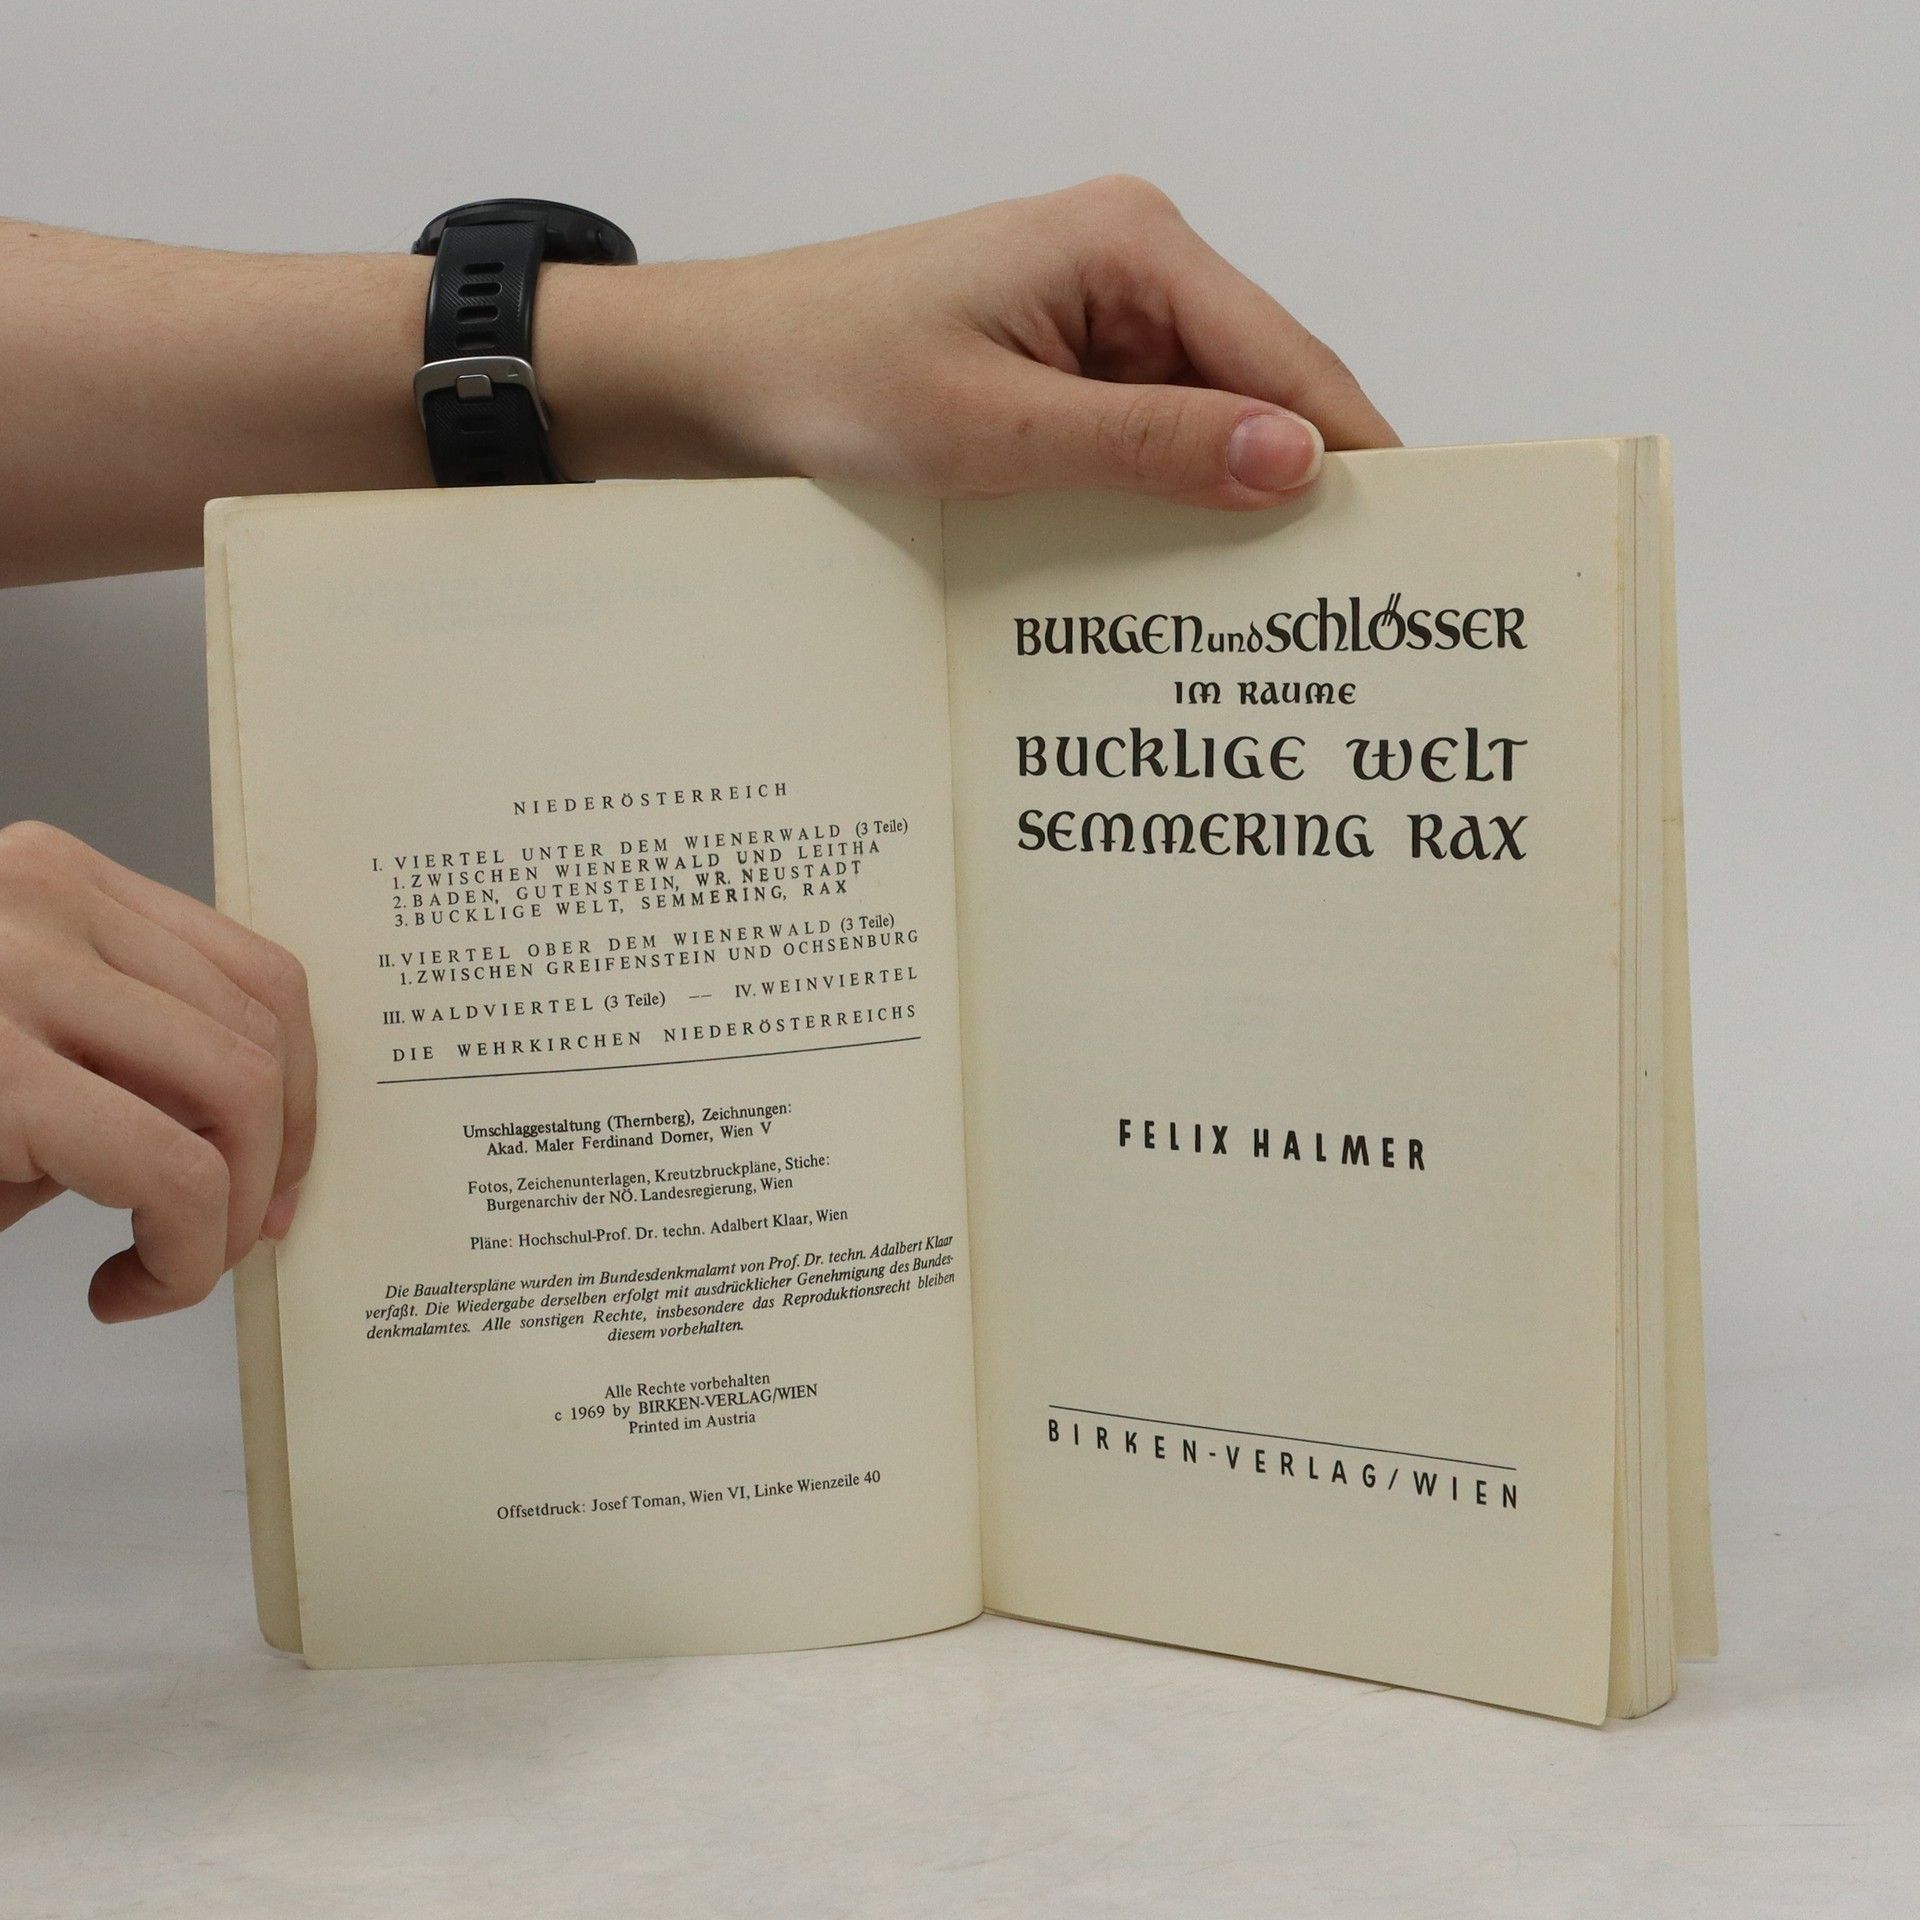 NIEDERÖSTERREICH
I. VIERTEL UNTER DEM WIENERWALD (3 Teile)
1. ZWISCHEN WIENERWALD UND LEITHA
2. BADEN, GUTENSTEIN, WR. NEUSTADT
3. BUCKLIGE WELT, SEMMERING, RAX
II. VIERTEL OBER DEM WIENERWALD (3 Teile)
1. ZWISCHEN GREIFENSTEIN UND OCHSENBURG
III. WALDVIERTEL (3 Teile) — IV. WEINVIERTEL
DIE WEHRKIRCHEN NIEDERÖSTERREICHS
Umschlaggestaltung (Thernberg), Zeichnungen:
Akad. Maler Ferdinand Dorner, Wien V
Fotos, Zeichenunterlagen, Kreutzbruckpläne, Stiche:
Burgenarchiv der NÖ. Landesregierung, Wien
Pläne: Hochschul-Prof. Dr. techn. Adalbert Klaar, Wien
Die Baualterspläne wurden im Bundesdenkmalamt von Prof. Dr. techn. Adalbert Klaar
verfaßt. Die Wiedergabe derselben erfolgt mit ausdrücklicher Genehmigung des Bundes-
denkmalamtes. Alle sonstigen Rechte, insbesondere das Reproduktionsrecht bleiben
diesem vorbehalten.
Alle Rechte vorbehalten
c 1969 by BIRKEN-VERLAG/WIEN
Printed im Austria
Offsetdruck: Josef Toman, Wien VI, Linke Wienzeile 40
BURGEN und SCHLÖSSER
IM RAUME
BUCKLIGE WELT
SEMMERING RAX
FELIX HALMER
BIRKEN-VERLAG/WIEN